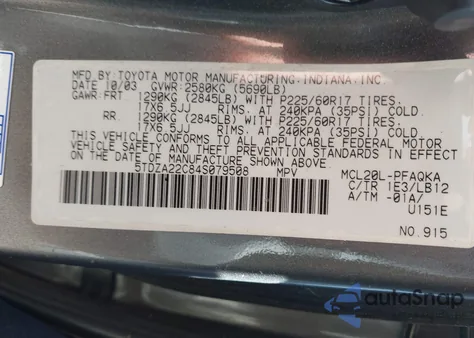 MFD.BY TOYOTA MOTOR MANUFACTURING,INDIANA,INC.
DATE 10/03 GVWR:2580KG (5690LB)
GAWR:FRT 1290KG (2845LB) WITH P225/60R17 TIRES.
17X6.5JJ RIMS. AT 240KPA (35PSI) COLD.
RR. 1290KG (2845LB) WITH P225/60R17 TIRES.
17X6.5JJ RIMS. AT 240KPA (35PSI) COLD.
THIS VEHICLE CONFORMS TO ALL APPLICABLE FEDERAL MOTOR
VEHICLE SAFETY AND THEFT PREVENTION STANDARDS IN EFFECT
ON THE DATE OF MANUFACTURE SHOWN ABOVE.
5TDZA22C84S079508 MPV MCL20L-PFAQKA
C/TR 1E3/LB12
A/TM -01A/
U151E
NO.915
autoSnap